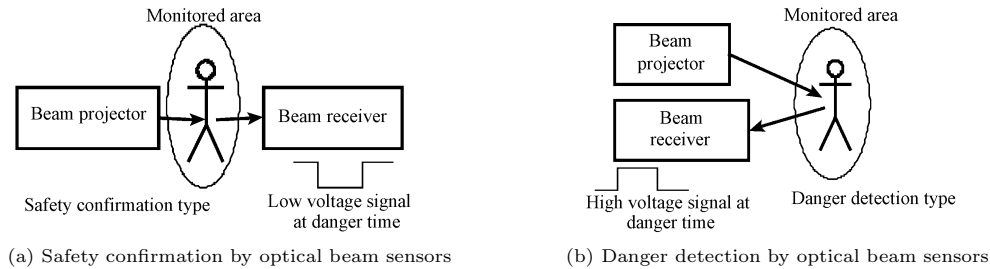 Monitored area
Beam projector
Beam receiver
Safety confirmation type
Low voltage signal
at danger time
(a) Safety confirmation by optical beam sensors
Monitored area
Beam
projector
Beam
receiver
High voltage signal at
danger time
Danger detection type
(b) Danger detection by optical beam sensors